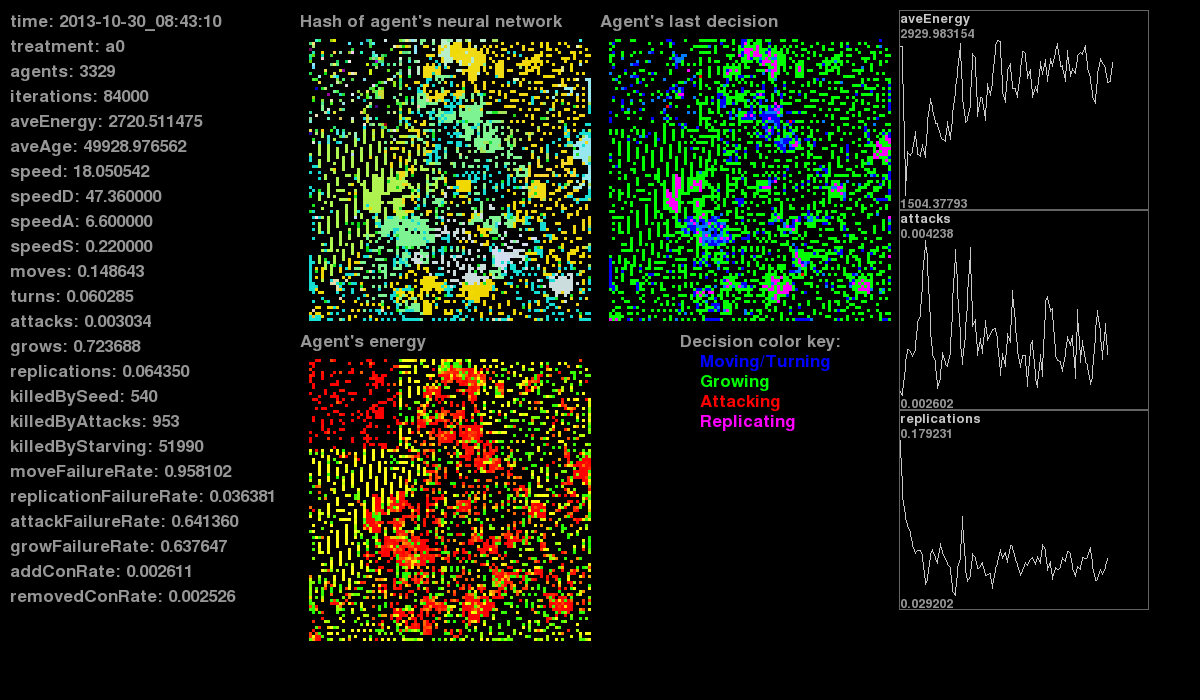 time: 2013-10-30_08:43:10
treatment: a0
agents: 3329
iterations: 84000
aveEnergy: 2720.511475
aveAge: 49928.976562
speed: 18.050542
speedD: 47.360000
speedA: 6.600000
speedS: 0.220000
moves: 0.148643
turns: 0.060285
attacks: 0.003034
grows: 0.723688
replications: 0.064350
killedBySeed: 540
killedByAttacks: 953
killedByStarving: 51990
moveFailureRate: 0.958102
replicationFailureRate: 0.036381
attackFailureRate: 0.641360
growFailureRate: 0.637647
addConRate: 0.002611
removedConRate: 0.002526
Hash of agent's neural network
Agent's last decision
Agent's energy
Decision color key:
Moving/Turning
Growing
Attacking
Replicating
aveEnergy
2929.983154
1504.37793
attacks
0.004238
0.002602
replications
0.179231
0.029202